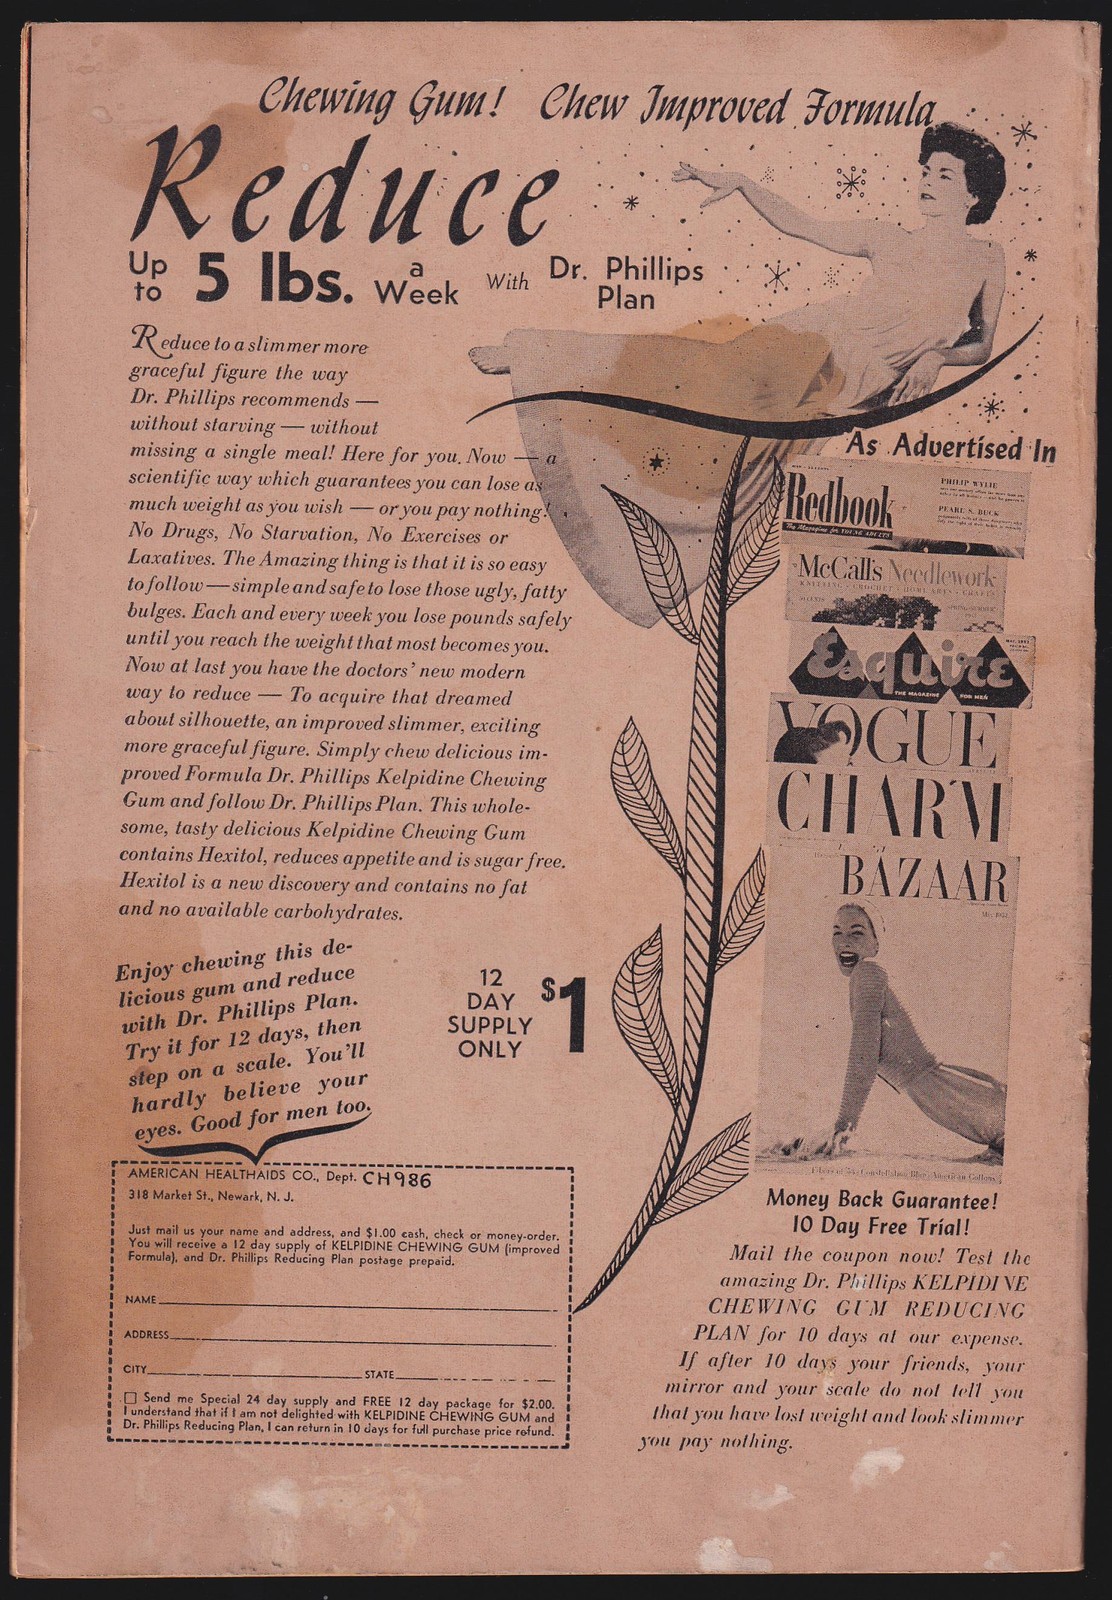 Chewing Gum! Chew Improved Formula
Reduce
Up to 5 lbs. a Week With Dr. Phillips Plan
Reduce to a slimmer more
graceful figure the way
Dr. Phillips recommends —
without starving — without
missing a single meal! Here for you. Now — a
scientific way which guarantees you can lose as
much weight as you wish — or you pay nothing!
No Drugs, No Starvation, No Exercises or
Laxatives. The Amazing thing is that it is so easy
to follow — simple and safe to lose those ugly, fatty
bulges. Each and every week you lose pounds safely
until you reach the weight that most becomes you.
Now at last you have the doctors' new modern
way to reduce — To acquire that dreamed
about silhouette, an improved slimmer, exciting
more graceful figure. Simply chew delicious im-
proved Formula Dr. Phillips Kelpidine Chewing
Gum and follow Dr. Phillips Plan. This whole-
some, tasty delicious Kelpidine Chewing Gum
contains Hexitol, reduces appetite and is sugar free.
Hexitol is a new discovery and contains no fat
and no available carbohydrates.
Enjoy chewing this de-
licious gum and reduce
with Dr. Phillips Plan.
Try it for 12 days, then
step on a scale. You'll
hardly believe your
eyes. Good for men too.
12
DAY
SUPPLY
ONLY
$1
As Advertised In
Redbook
The Magazine for YOUNG ADULTS
PHILIP WYLIE
PEARL S. BUCK
McCall's Needlework
KNITTING · CROCHET · HOME ARTS · CRAFTS
Esquire
THE MAGAZINE FOR MEN
VOGUE
CHARM
BAZAAR
Money Back Guarantee!
10 Day Free Trial!
Mail the coupon now! Test the
amazing Dr. Phillips KELPIDINE
CHEWING GUM REDUCING
PLAN for 10 days at our expense.
If after 10 days your friends, your
mirror and your scale do not tell you
that you have lost weight and look slimmer
you pay nothing.
AMERICAN HEALTHAIDS CO., Dept. CH986
318 Market St., Newark, N. J.
Just mail us your name and address, and $1.00 cash, check or money-order.
You will receive a 12 day supply of KELPIDINE CHEWING GUM (improved
Formula), and Dr. Phillips Reducing Plan postage prepaid.
NAME
ADDRESS
CITY STATE
Send me Special 24 day supply and FREE 12 day package for $2.00.
I understand that if I am not delighted with KELPIDINE CHEWING GUM and
Dr. Phillips Reducing Plan, I can return in 10 days for full purchase price refund.